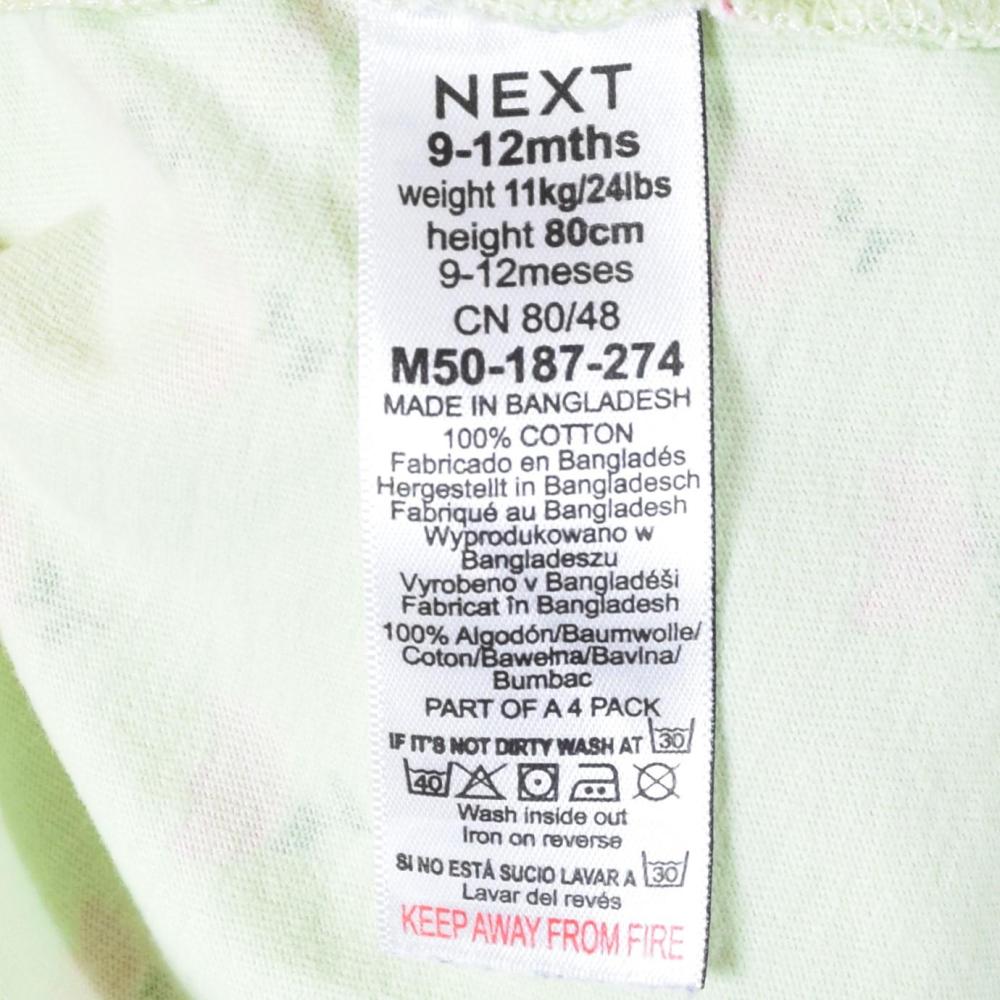 NEXT
9-12mths
weight 11kg/24lbs
height 80cm
9-12meses
CN 80/48
M50-187-274
MADE IN BANGLADESH
100% COTTON
Fabricado en Bangladés
Hergestellt in Bangladesch
Fabriqué au Bangladesh
Wyprodukowano w
Bangladeszu
Vyrobeno v Bangladéši
Fabricat în Bangladesh
100% Algodón/Baumwolle/
Coton/Bawełna/Bavlna/
Bumbac
PART OF A 4 PACK
IF IT'S NOT DIRTY WASH AT 30
40
Wash inside out
Iron on reverse
SI NO ESTÁ SUCIO LAVAR A 30
Lavar del revés
KEEP AWAY FROM FIRE